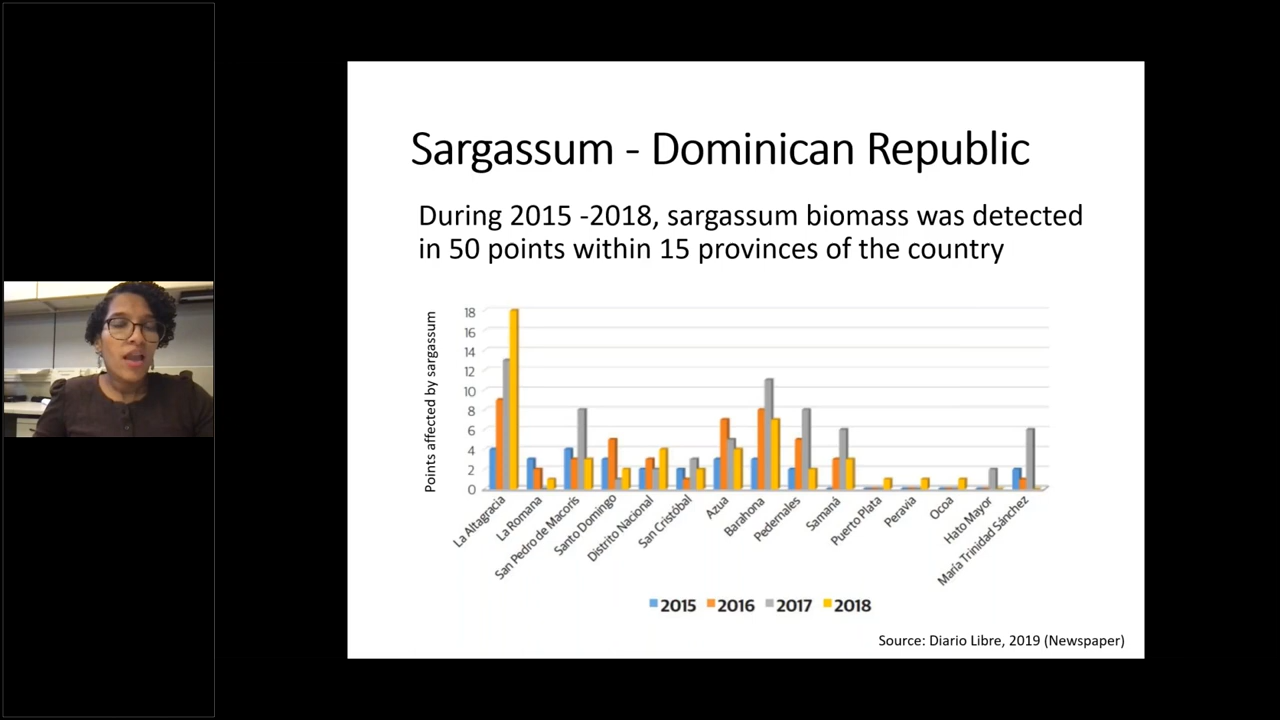 Sargassum - Dominican Republic
During 2015 -2018, sargassum biomass was detected
in 50 points within 15 provinces of the country
Points affected by sargassum
18
16
14
12
10
8
6
4
2
0
La Altagracia
La Romana
San Pedro de Macorís
Santo Domingo
Distrito Nacional
San Cristóbal
Azua
Barahona
Pedernales
Samaná
Puerto Plata
Peravia
Ocoa
Hato Mayor
María Trinidad Sánchez
2015 2016 2017 2018
Source: Diario Libre, 2019 (Newspaper)